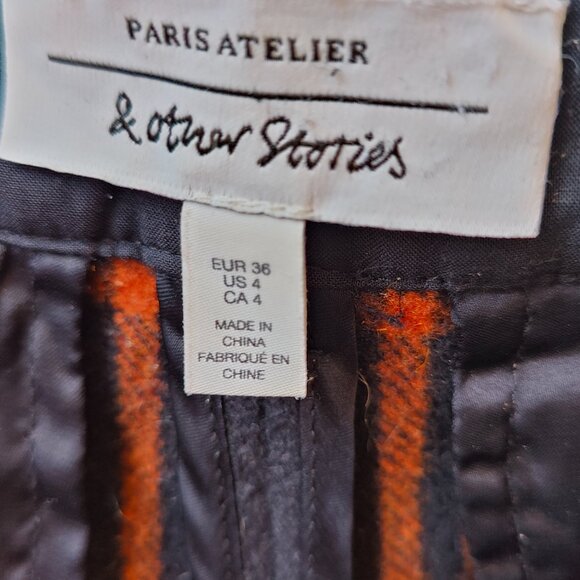 PARIS ATELIER
& other Stories
EUR 36
US 4
CA 4
MADE IN
CHINA
FABRIQUÉ EN
CHINE